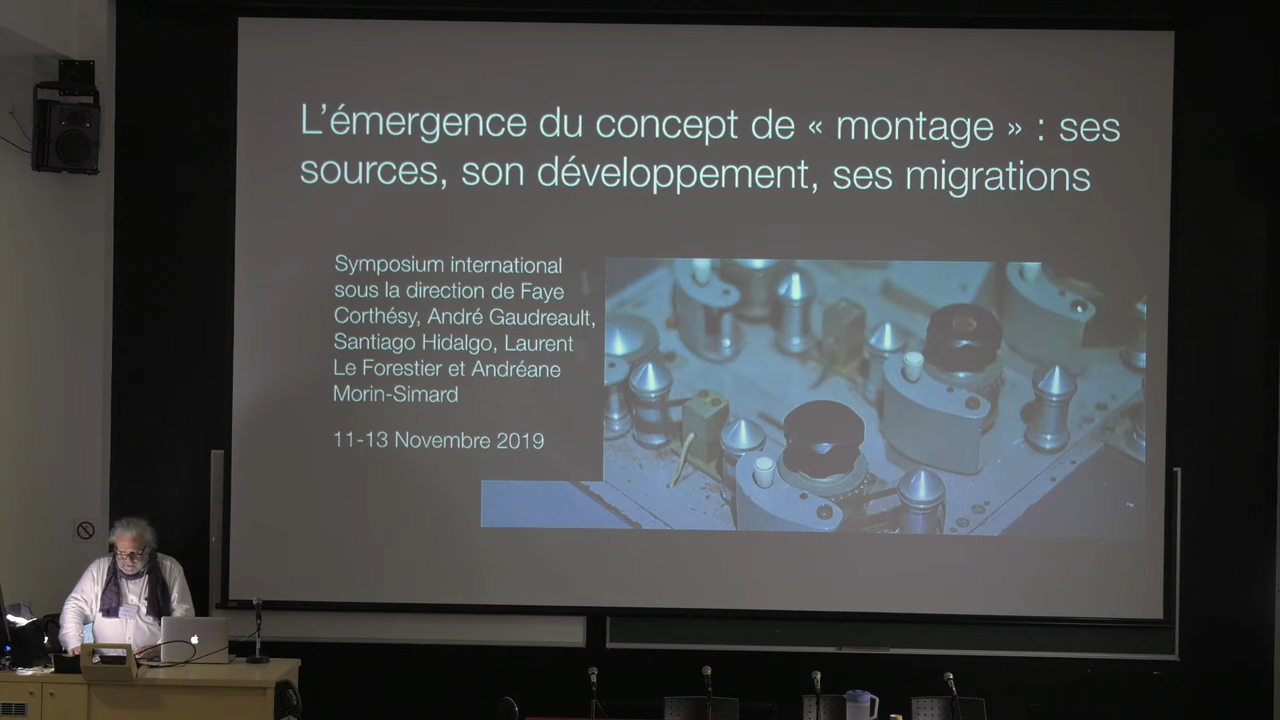 L'émergence du concept de « montage » : ses
sources, son développement, ses migrations
Symposium international
sous la direction de Faye
Corthésy, André Gaudreault,
Santiago Hidalgo, Laurent
Le Forestier et Andréane
Morin-Simard
11-13 Novembre 2019